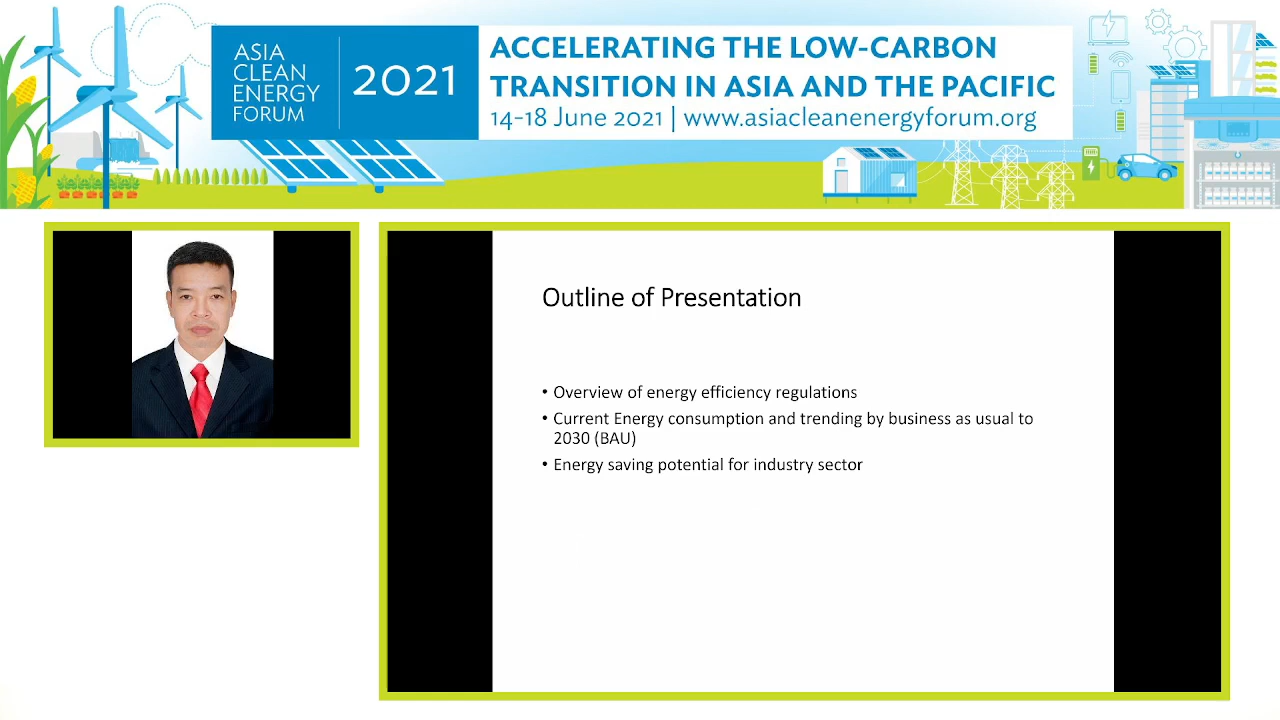 ASIA
CLEAN
ENERGY
FORUM
2021
ACCELERATING THE LOW-CARBON
TRANSITION IN ASIA AND THE PACIFIC
14-18 June 2021 | www.asiacleanenergyforum.org
Outline of Presentation
• Overview of energy efficiency regulations
• Current Energy consumption and trending by business as usual to
2030 (BAU)
• Energy saving potential for industry sector